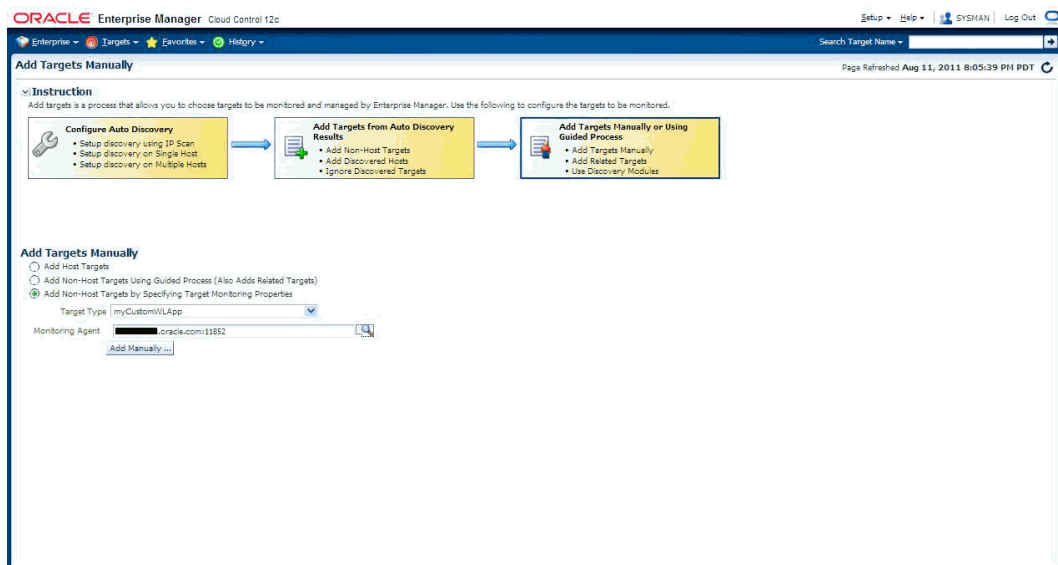 ORACLE Enterprise Manager Cloud Control 12c
Setup Help SYSMAN Log Out
Enterprise Targets Favorites History
Search Target Name
Add Targets Manually
Page Refreshed Aug 11, 2011 8:05:39 PM PDT
Instruction
Add targets is a process that allows you to choose targets to be monitored and managed by Enterprise Manager. Use the following to configure the targets to be monitored.
Configure Auto Discovery
• Setup discovery using IP Scan
• Setup discovery on Single Host
• Setup discovery on Multiple Hosts
Add Targets from Auto Discovery
Results
• Add Non-Host Targets
• Add Discovered Hosts
• Ignore Discovered Targets
Add Targets Manually or Using
Guided Process
• Add Targets Manually
• Add Related Targets
• Use Discovery Modules
Add Targets Manually
Add Host Targets
Add Non-Host Targets Using Guided Process (Also Adds Related Targets)
Add Non-Host Targets by Specifying Target Monitoring Properties
Target Type myCustomWLApp
Monitoring Agent .oracle.com:11852
Add Manually ...